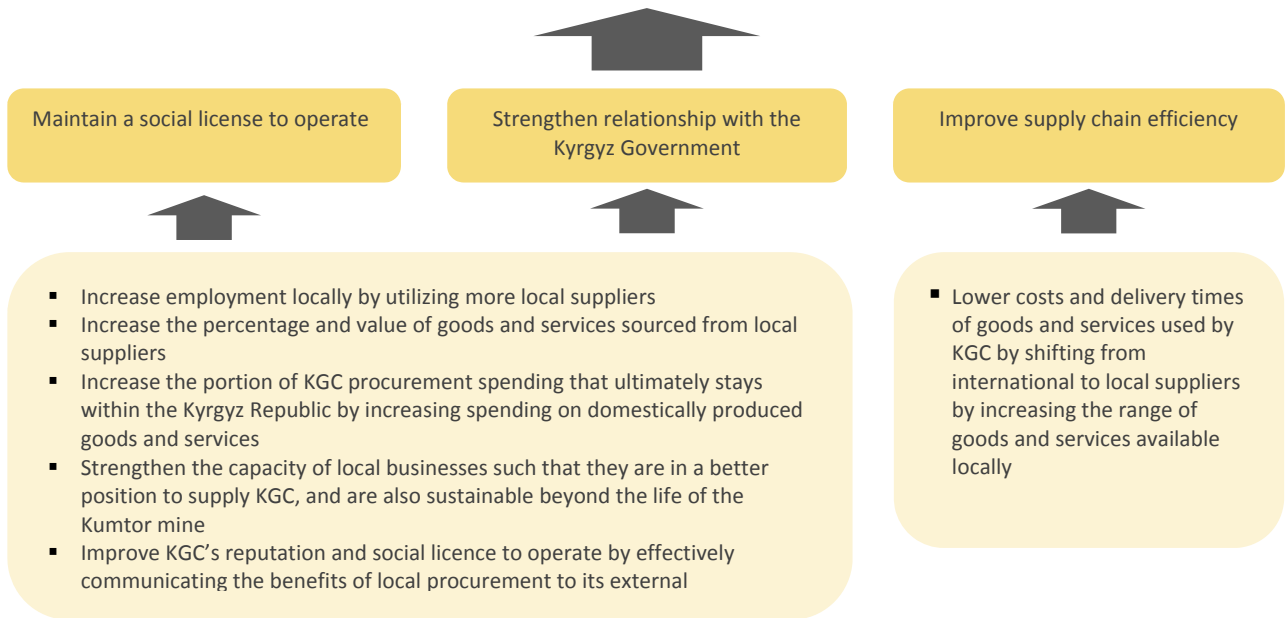 Maintain a social license to operate
Strengthen relationship with the
Kyrgyz Government
Improve supply chain efficiency
▪ Increase employment locally by utilizing more local suppliers
▪ Increase the percentage and value of goods and services sourced from local
suppliers
▪ Increase the portion of KGC procurement spending that ultimately stays
within the Kyrgyz Republic by increasing spending on domestically produced
goods and services
▪ Strengthen the capacity of local businesses such that they are in a better
position to supply KGC, and are also sustainable beyond the life of the
Kumtor mine
▪ Improve KGC’s reputation and social licence to operate by effectively
communicating the benefits of local procurement to its external
▪ Lower costs and delivery times
of goods and services used by
KGC by shifting from
international to local suppliers
by increasing the range of
goods and services available
locally